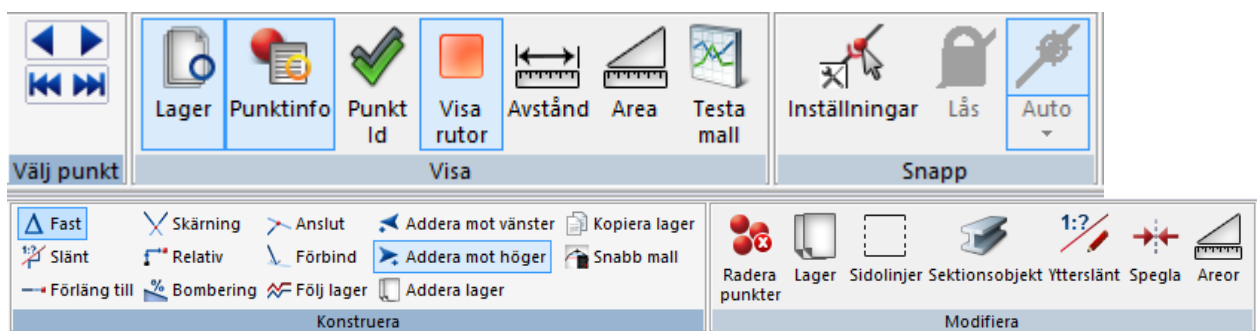 Lager Punktinfo Punkt Id Visa rutor Avstånd Area Testa mall Inställningar Lås Auto
Välj punkt Visa Snapp
Fast Skärning Anslut Addera mot vänster Kopiera lager
1:? Slänt Relativ Förbind Addera mot höger Snabb mall
Förläng till % Bombering Följ lager Addera lager
1:?
Radera punkter Lager Sidolinjer Sektionsobjekt Ytterslänt Spegla Areor
Konstruera Modifiera